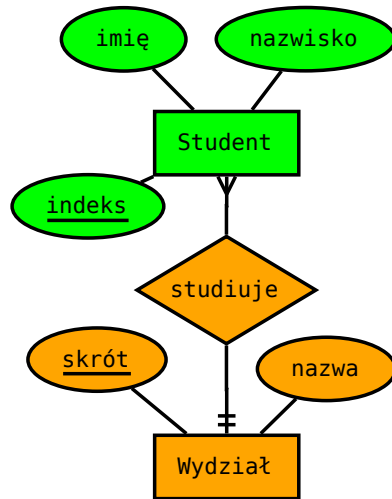 imię
nazwisko
Student
indeks
studiuje
skrót
nazwa
Wydział